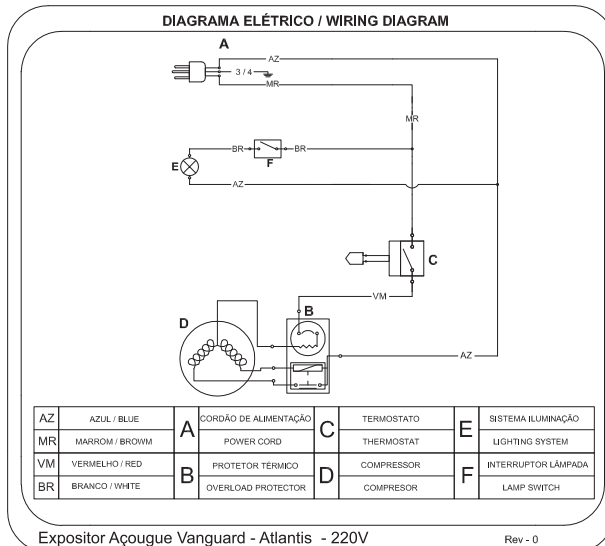 DIAGRAMA ELÉTRICO / WIRING DIAGRAM
A
AZ
3 / 4
MR
MR
BR
BR
E
F
AZ
C
VM
B
D
AZ
AZ AZUL / BLUE A CORDÃO DE ALIMENTAÇÃO C TERMOSTATO E SISTEMA ILUMINAÇÃO
MR MARROM / BROWM POWER CORD THERMOSTAT LIGHTING SYSTEM
VM VERMELHO / RED B PROTETOR TÉRMICO D COMPRESSOR F INTERRUPTOR LÂMPADA
BR BRANCO / WHITE OVERLOAD PROTECTOR COMPRESOR LAMP SWITCH
Expositor Açougue Vanguard - Atlantis - 220V Rev - 0